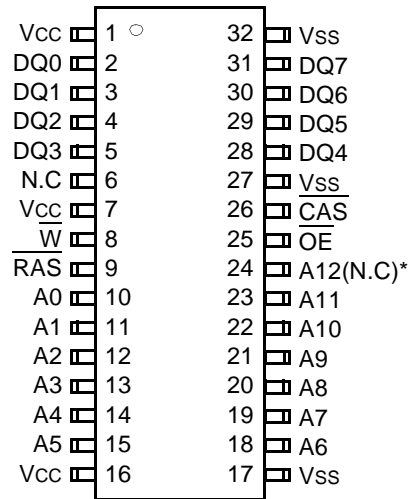 VCC 1 32 VSS
DQ0 2 31 DQ7
DQ1 3 30 DQ6
DQ2 4 29 DQ5
DQ3 5 28 DQ4
N.C 6 27 VSS
VCC 7 26 C̅A̅S̅
W̅ 8 25 O̅E̅
R̅A̅S̅ 9 24 A12(N.C)*
A0 10 23 A11
A1 11 22 A10
A2 12 21 A9
A3 13 20 A8
A4 14 19 A7
A5 15 18 A6
VCC 16 17 VSS